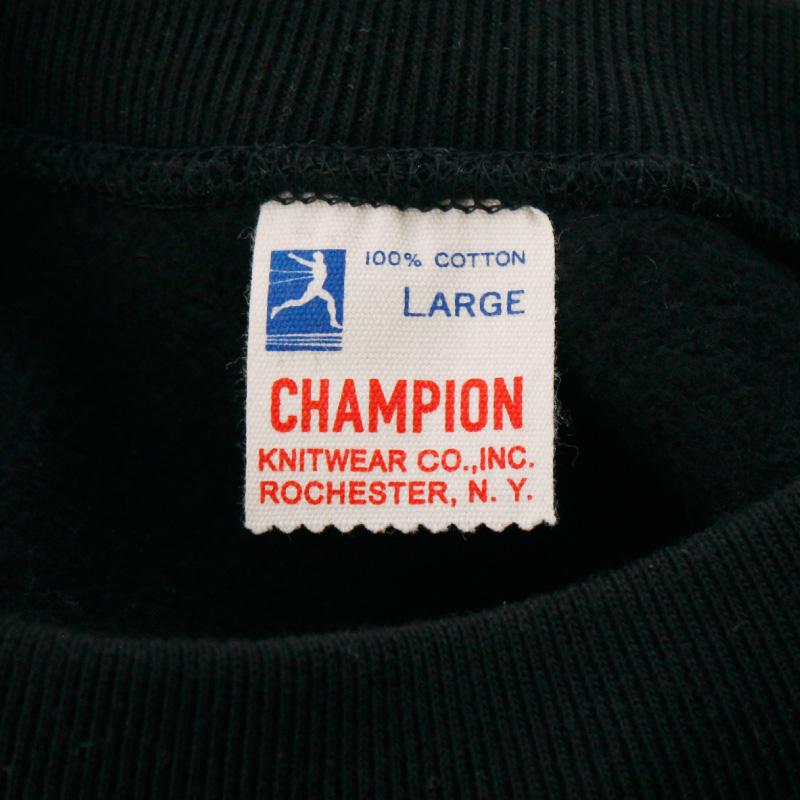 100% COTTON
LARGE
CHAMPION
KNITWEAR CO.,INC.
ROCHESTER, N. Y.